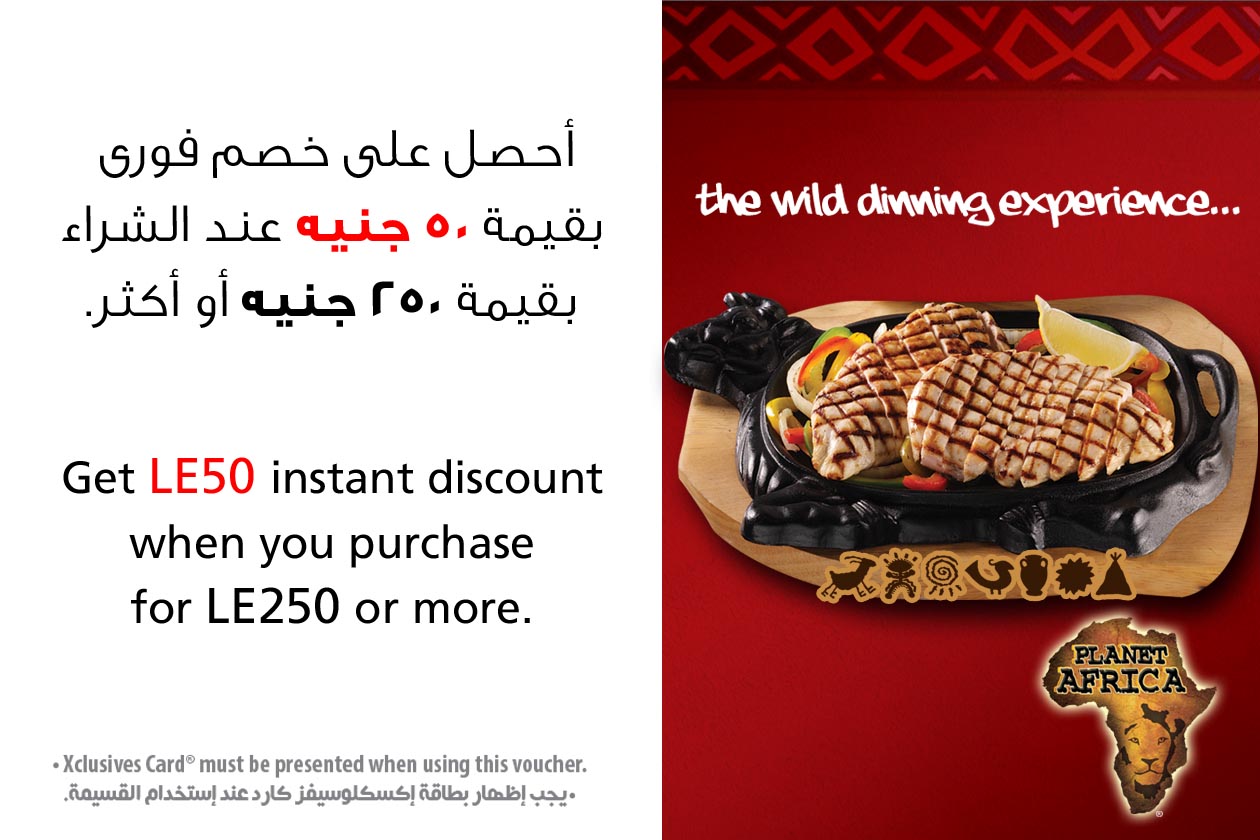 أحصل على خصم فورى
بقيمة ٥٠ جنيه عند الشراء
بقيمة ٢٥٠ جنيه أو أكثر.
Get LE50 instant discount
when you purchase
for LE250 or more.
• Xclusives Card® must be presented when using this voucher.
• يجب إظهار بطاقة إكسكلوسيفز كارد عند إستخدام القسيمة.
the wild dinning experience...
PLANET
AFRICA
®